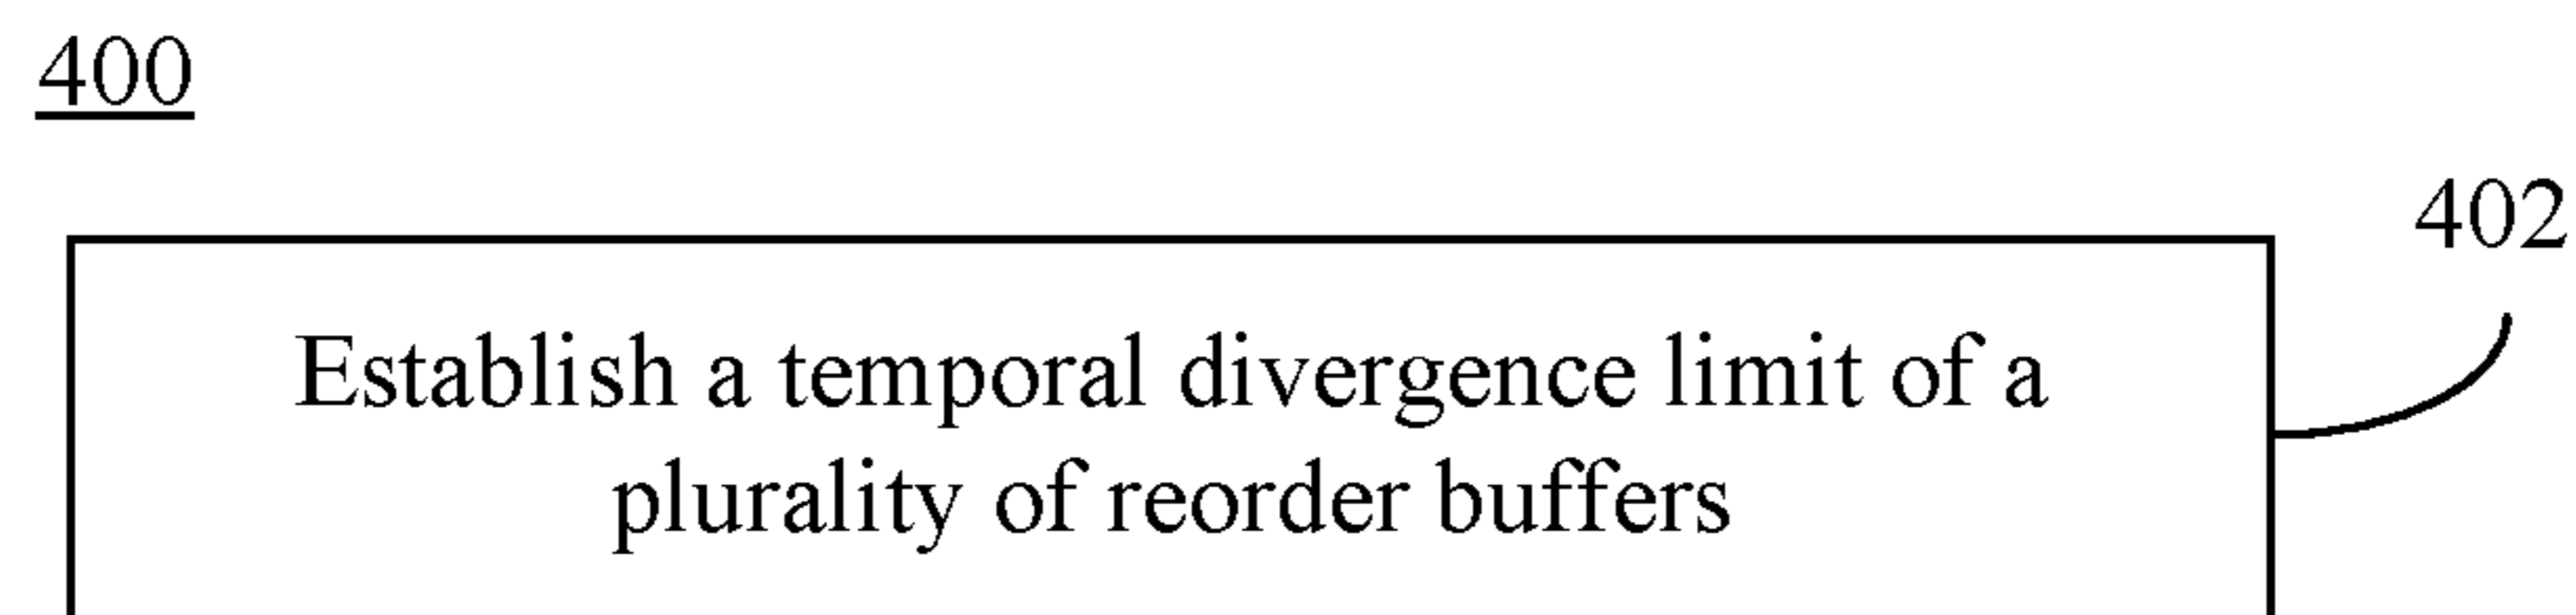 400
402
Establish a temporal divergence limit of a
plurality of reorder buffers